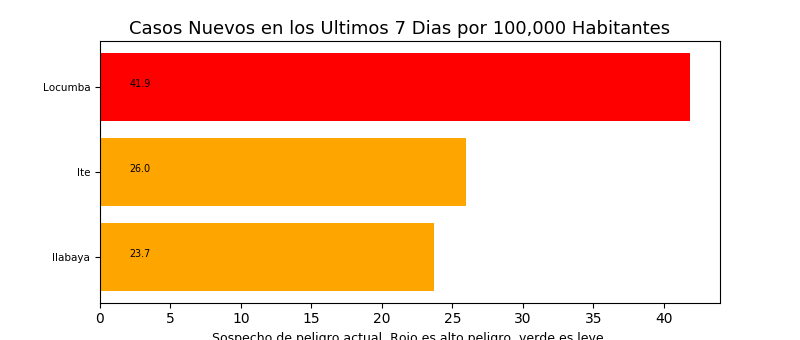 Casos Nuevos en los Ultimos 7 Dias por 100,000 Habitantes
Locumba
41.9
Ite
26.0
Ilabaya
23.7
0 5 10 15 20 25 30 35 40
Sospecho de peligro actual. Rojo es alto peligro, verde es leve